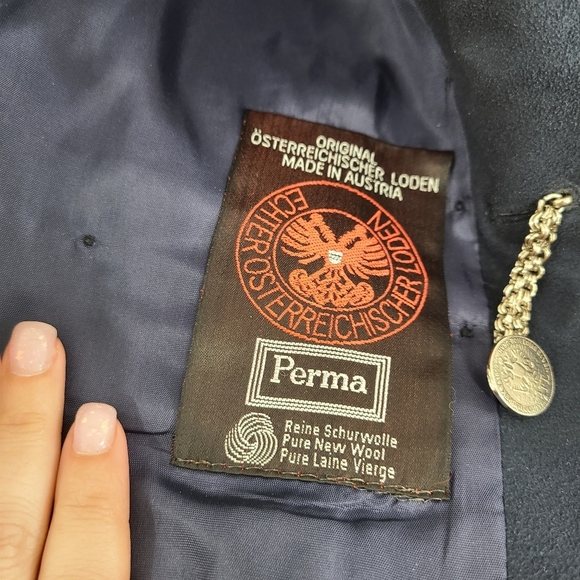 ORIGINAL
ÖSTERREICHISCHER LODEN
MADE IN AUSTRIA
ECHTER ÖSTERREICHISCHER LODEN
Perma
Reine Schurwolle
Pure New Wool
Pure Laine Vierge